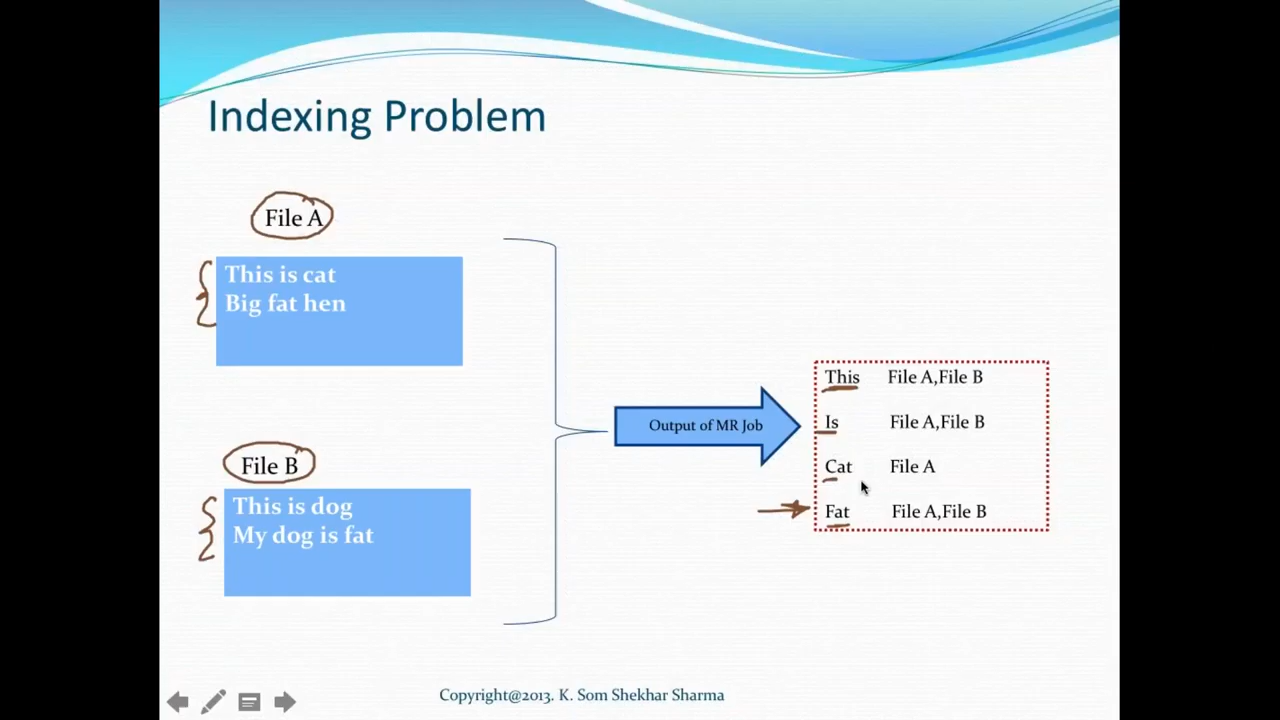 Indexing Problem
File A
This is cat
Big fat hen
File B
This is dog
My dog is fat
Output of MR Job
This File A,File B
Is File A,File B
Cat File A
Fat File A,File B
Copyright@2013. K. Som Shekhar Sharma